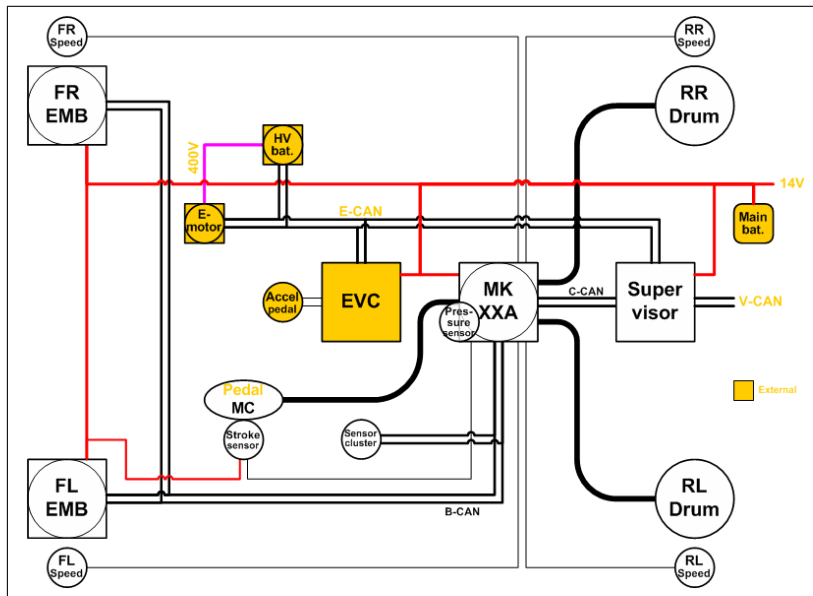 FR
Speed
RR
Speed
FR
EMB
RR
Drum
HV
bat.
400V
14V
E-
motor
E-CAN
Main
bat.
Accel
pedal
EVC
MK
XXA
Pres-
sure
sensor
C-CAN
Super
visor
V-CAN
Pedal
MC
External
Stroke
sensor
Sensor
cluster
FL
EMB
B-CAN
RL
Drum
FL
Speed
RL
Speed